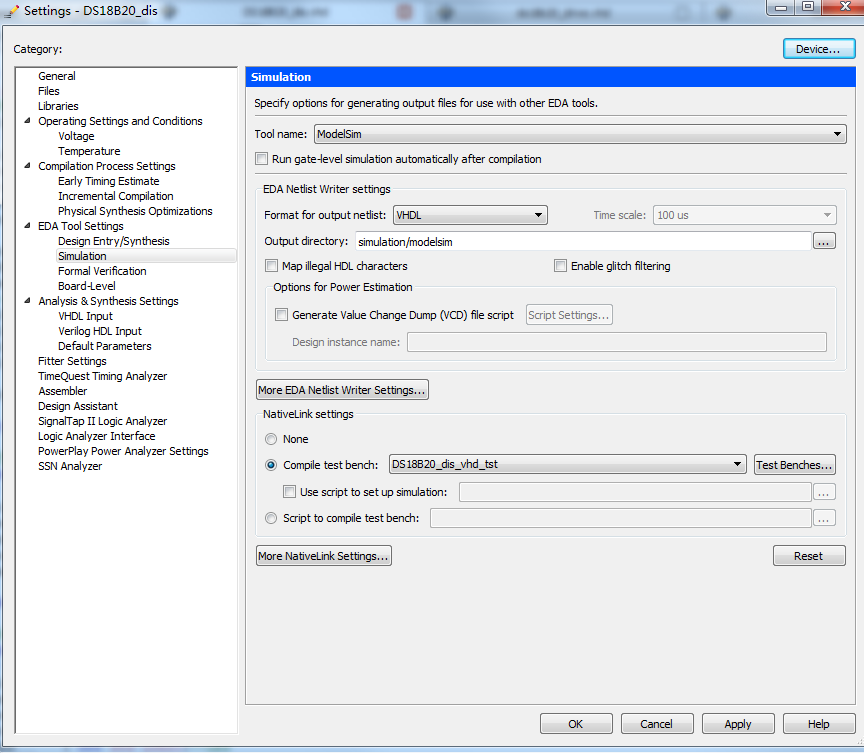 Settings - DS18B20_dis
Category:
Device...
General
Files
Libraries
Operating Settings and Conditions
Voltage
Temperature
Compilation Process Settings
Early Timing Estimate
Incremental Compilation
Physical Synthesis Optimizations
EDA Tool Settings
Design Entry/Synthesis
Simulation
Formal Verification
Board-Level
Analysis & Synthesis Settings
VHDL Input
Verilog HDL Input
Default Parameters
Fitter Settings
TimeQuest Timing Analyzer
Assembler
Design Assistant
SignalTap II Logic Analyzer
Logic Analyzer Interface
PowerPlay Power Analyzer Settings
SSN Analyzer
Simulation
Specify options for generating output files for use with other EDA tools.
Tool name: ModelSim
Run gate-level simulation automatically after compilation
EDA Netlist Writer settings
Format for output netlist: VHDL Time scale: 100 us
Output directory: simulation/modelsim ...
Map illegal HDL characters Enable glitch filtering
Options for Power Estimation
Generate Value Change Dump (VCD) file script Script Settings...
Design instance name:
More EDA Netlist Writer Settings...
NativeLink settings
None
Compile test bench: DS18B20_dis_vhd_tst Test Benches...
Use script to set up simulation: ...
Script to compile test bench: ...
More NativeLink Settings... Reset
OK Cancel Apply Help